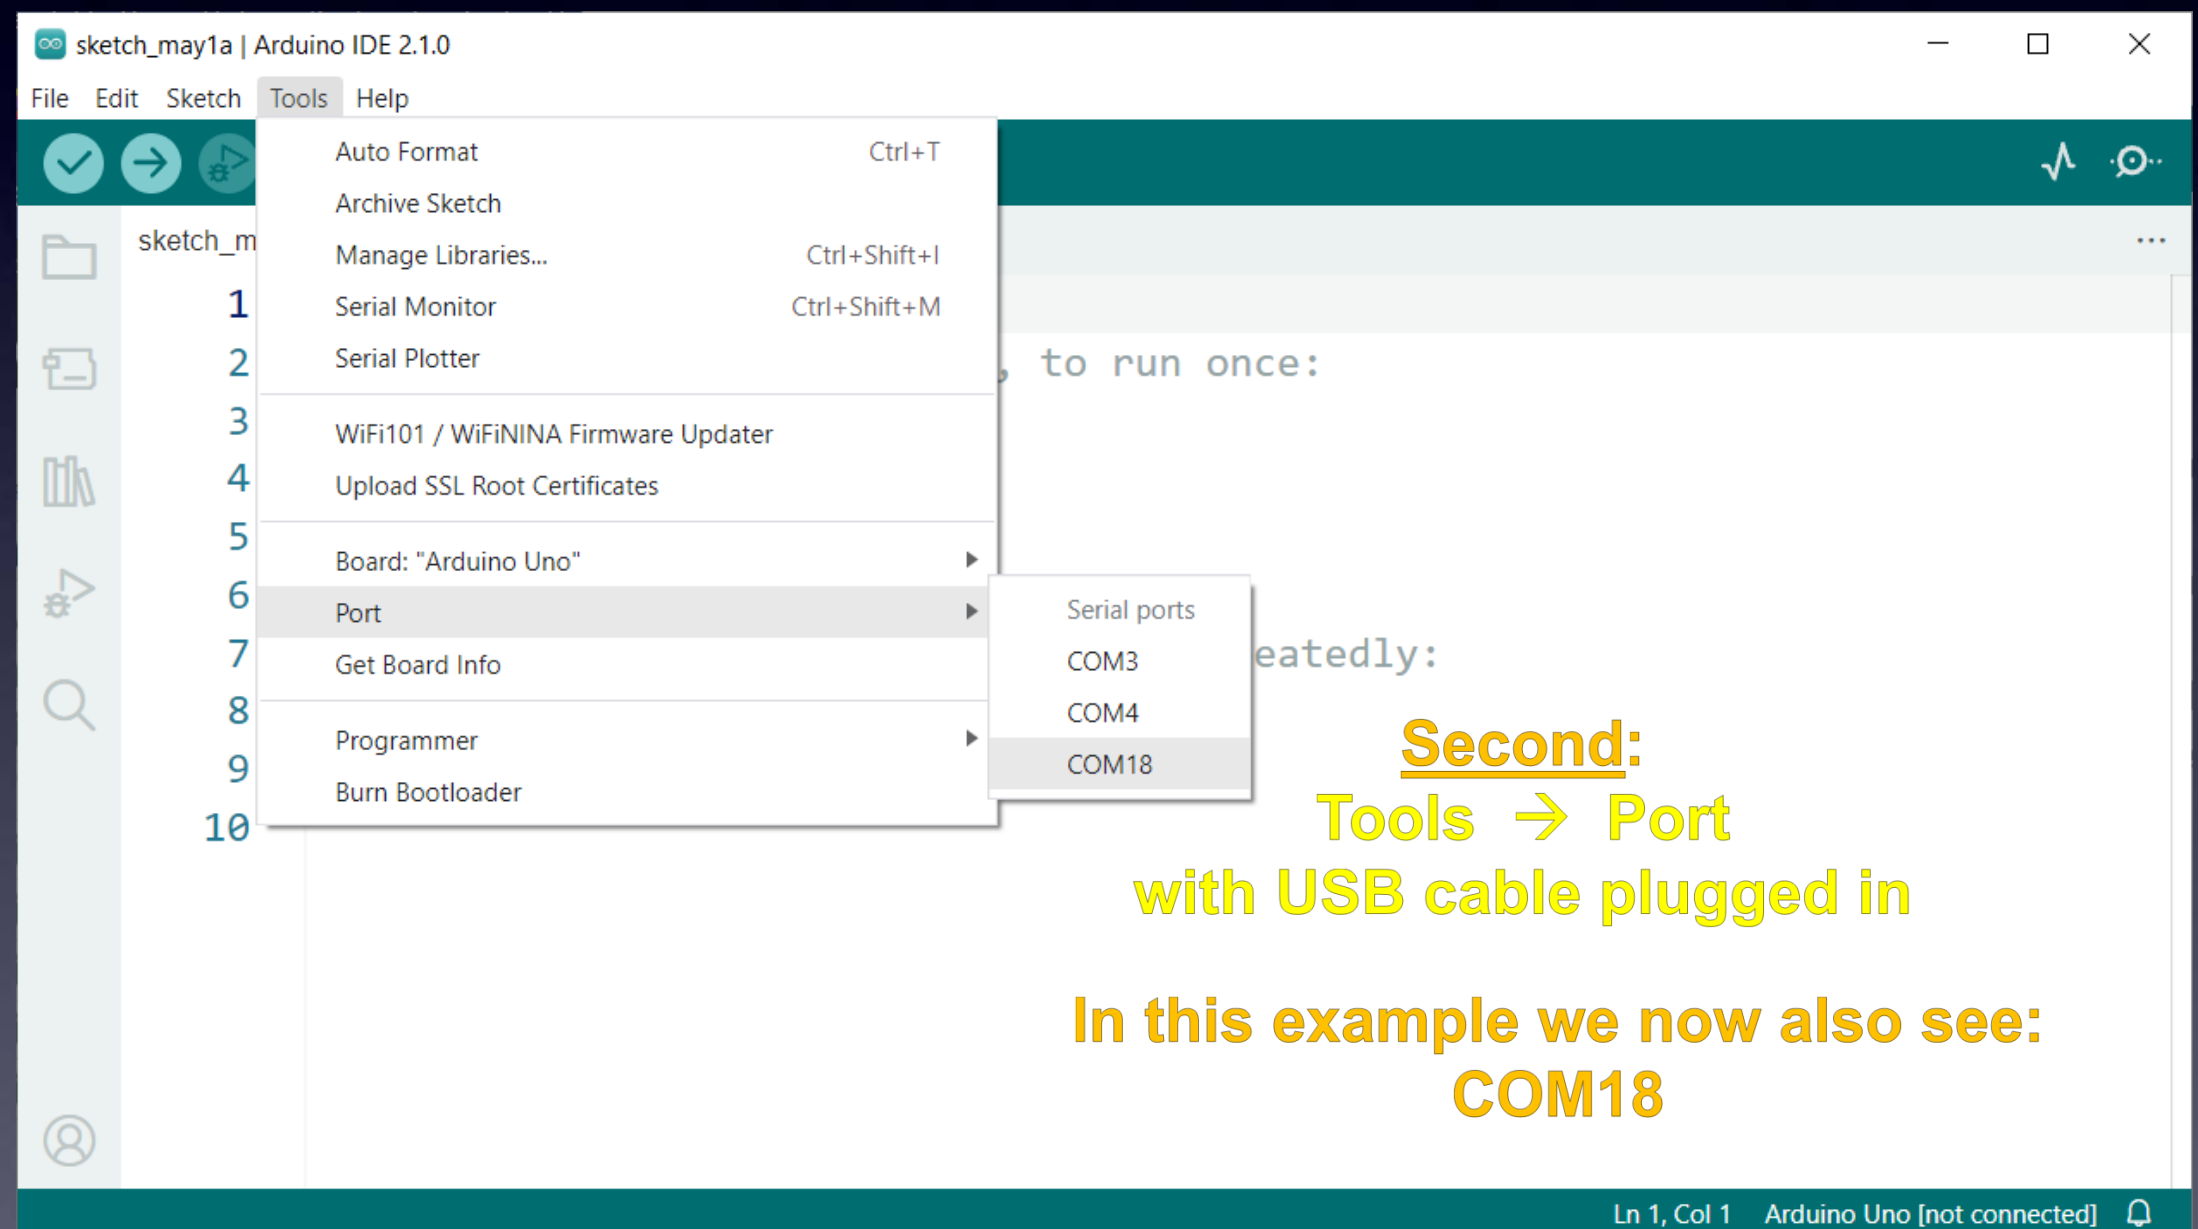 sketch_may1a | Arduino IDE 2.1.0
File Edit Sketch Tools Help
sketch_m
Auto Format Ctrl+T
Archive Sketch
Manage Libraries... Ctrl+Shift+I
Serial Monitor Ctrl+Shift+M
Serial Plotter
WiFi101 / WiFiNINA Firmware Updater
Upload SSL Root Certificates
Board: "Arduino Uno"
Port
Get Board Info
Programmer
Burn Bootloader
Serial ports
COM3
COM4
COM18
1
2 , to run once:
3
4
5
6
7 eatedly:
8
9
10
Second:
Tools → Port
with USB cable plugged in
In this example we now also see:
COM18
Ln 1, Col 1 Arduino Uno [not connected]